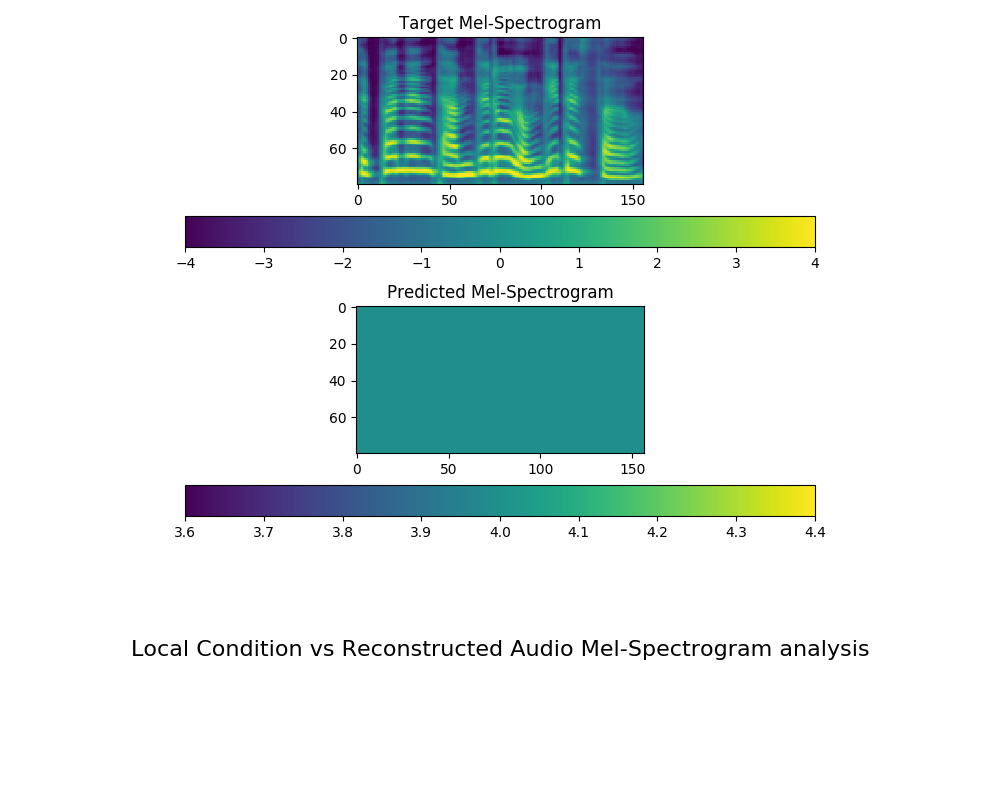 Target Mel-Spectrogram
0
20
40
60
0 50 100 150
−4 −3 −2 −1 0 1 2 3 4
Predicted Mel-Spectrogram
0
20
40
60
0 50 100 150
3.6 3.7 3.8 3.9 4.0 4.1 4.2 4.3 4.4
Local Condition vs Reconstructed Audio Mel-Spectrogram analysis